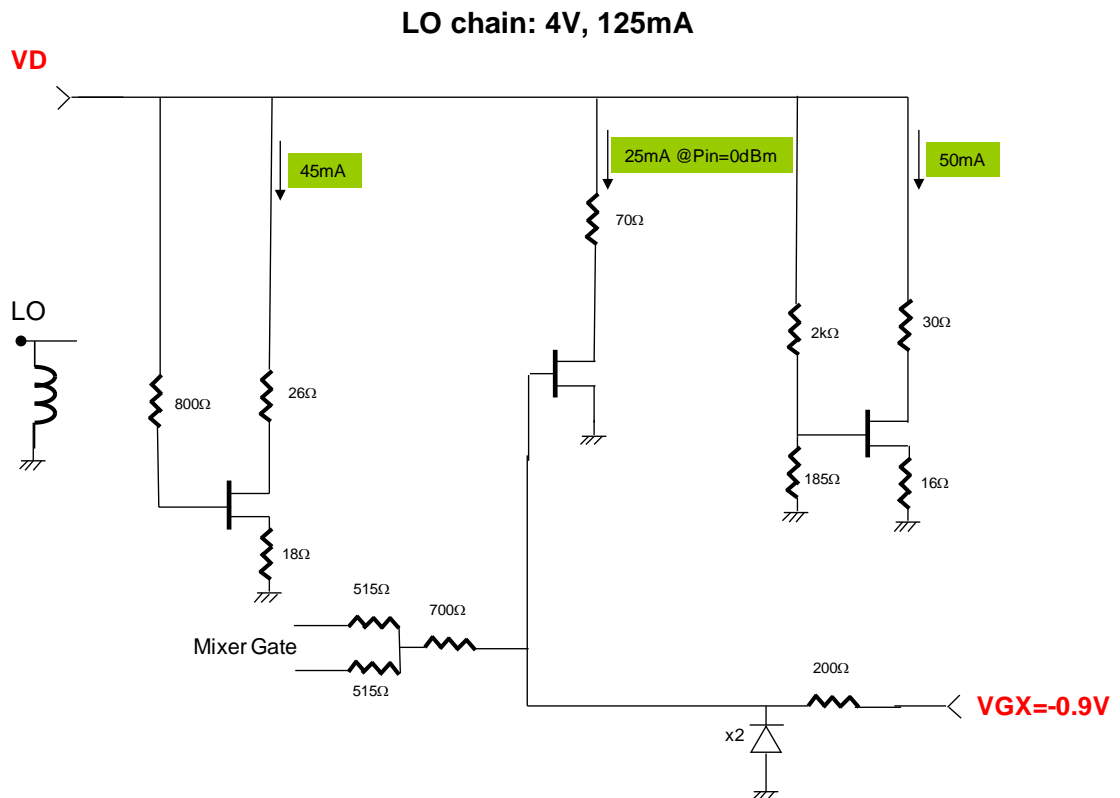 LO chain: 4V, 125mA
VD
45mA
25mA @Pin=0dBm
50mA
70Ω
LO
2kΩ
30Ω
800Ω
26Ω
185Ω
16Ω
18Ω
515Ω
700Ω
Mixer Gate
515Ω
200Ω
VGX=-0.9V
x2